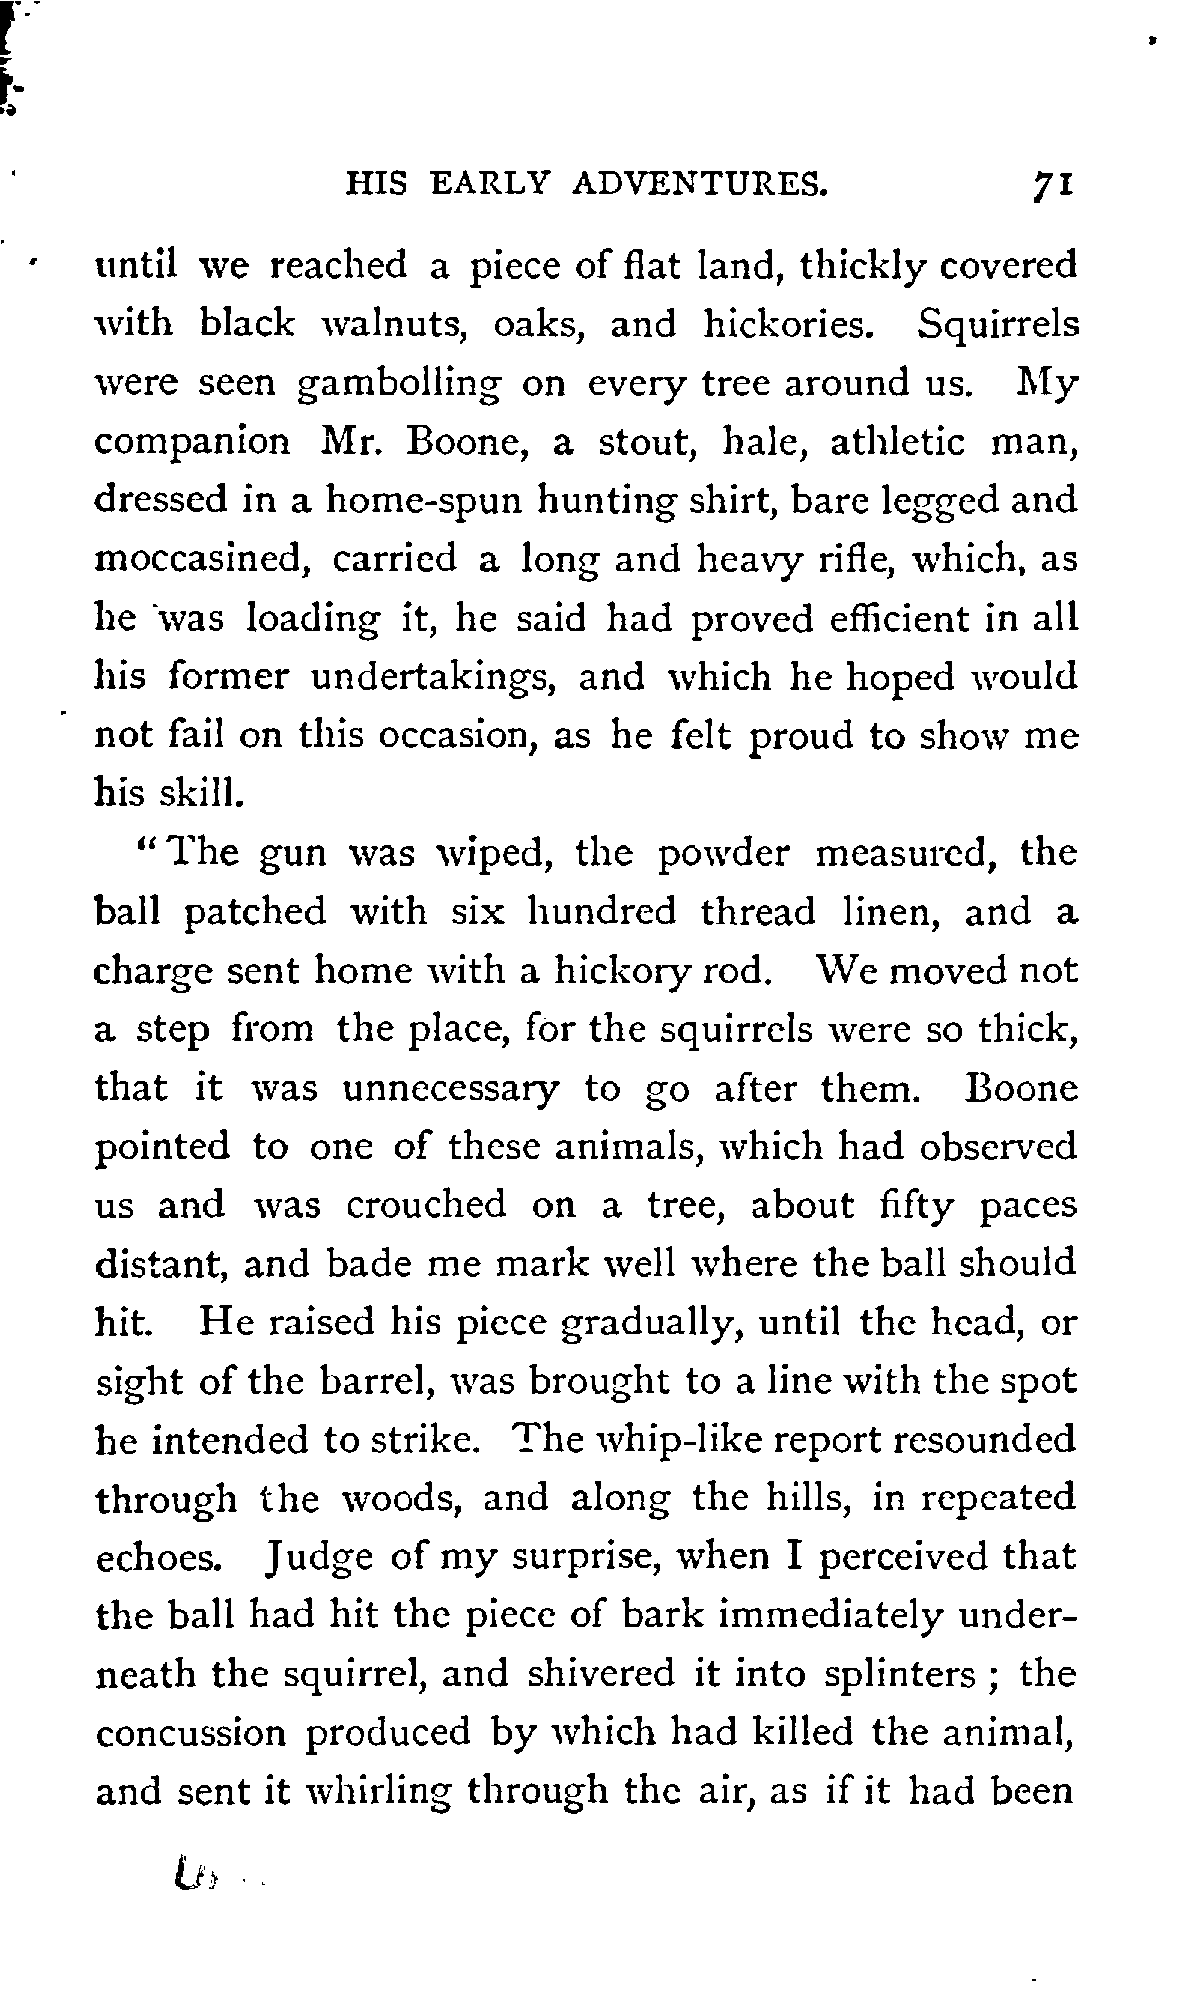 HIS EARLY ADVENTURES. 71
until we reached a piece of flat land, thickly covered
with black walnuts, oaks, and hickories. Squirrels
were seen gambolling on every tree around us. My
companion Mr. Boone, a stout, hale, athletic man,
dressed in a home-spun hunting shirt, bare legged and
moccasined, carried a long and heavy rifle, which, as
he was loading it, he said had proved efficient in all
his former undertakings, and which he hoped would
not fail on this occasion, as he felt proud to show me
his skill.
"The gun was wiped, the powder measured, the
ball patched with six hundred thread linen, and a
charge sent home with a hickory rod. We moved not
a step from the place, for the squirrels were so thick,
that it was unnecessary to go after them. Boone
pointed to one of these animals, which had observed
us and was crouched on a tree, about fifty paces
distant, and bade me mark well where the ball should
hit. He raised his piece gradually, until the head, or
sight of the barrel, was brought to a line with the spot
he intended to strike. The whip-like report resounded
through the woods, and along the hills, in repeated
echoes. Judge of my surprise, when I perceived that
the ball had hit the piece of bark immediately under-
neath the squirrel, and shivered it into splinters ; the
concussion produced by which had killed the animal,
and sent it whirling through the air, as if it had been